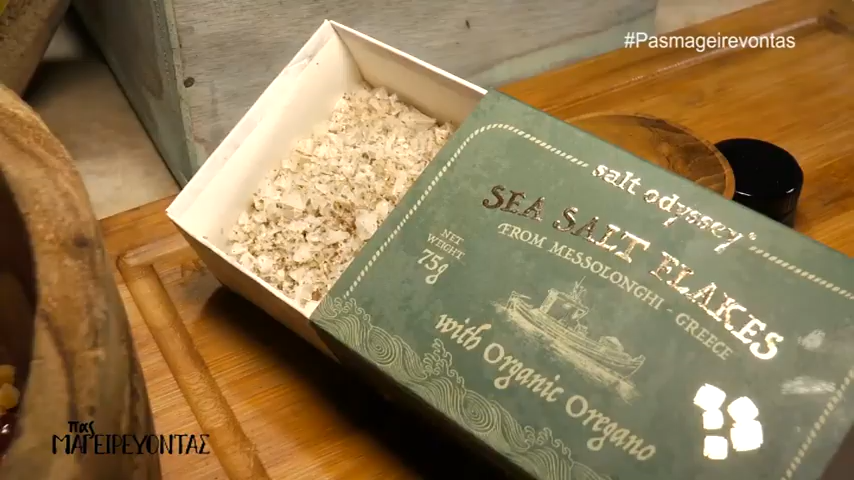 #Pasmageirevontas
salt odyssey
SEA SALT FLAKES
FROM MESSOLONGHI - GREECE
NET
WEIGHT
75g
with Organic Oregano
πας
ΜΑΓΕΙΡΕΥΟΝΤΑΣ